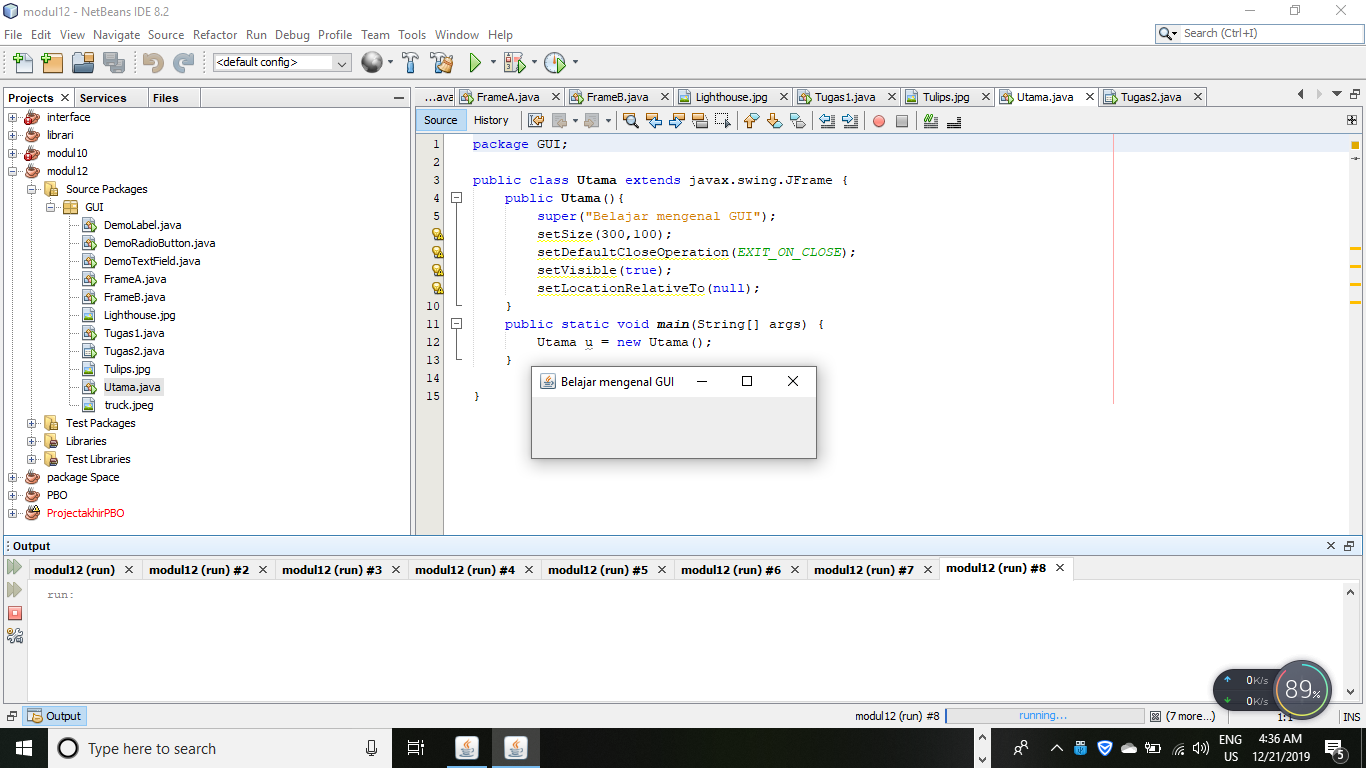 modul12 - NetBeans IDE 8.2
File Edit View Navigate Source Refactor Run Debug Profile Team Tools Window Help
Search (Ctrl+I)
<default config>
Projects Services Files
interface
librari
modul10
modul12
Source Packages
GUI
DemoLabel.java
DemoRadioButton.java
DemoTextField.java
FrameA.java
FrameB.java
Lighthouse.jpg
Tugas1.java
Tugas2.java
Tulips.jpg
Utama.java
truck.jpeg
Test Packages
Libraries
Test Libraries
package Space
PBO
ProjectakhirPBO
...ava FrameA.java FrameB.java Lighthouse.jpg Tugas1.java Tulips.jpg Utama.java Tugas2.java
Source History
1 package GUI;
2
3 public class Utama extends javax.swing.JFrame {
4 public Utama(){
5 super("Belajar mengenal GUI");
setSize(300,100);
setDefaultCloseOperation(EXIT_ON_CLOSE);
setVisible(true);
setLocationRelativeTo(null);
10 }
11 public static void main(String[] args) {
12 Utama u = new Utama();
13 }
14
15 }
Belajar mengenal GUI
Output
modul12 (run) modul12 (run) #2 modul12 (run) #3 modul12 (run) #4 modul12 (run) #5 modul12 (run) #6 modul12 (run) #7 modul12 (run) #8
run:
0K/s
0K/s
89%
Output
modul12 (run) #8 running... (7 more...) 1:1 INS
Type here to search
ENG
US
4:36 AM
12/21/2019
5